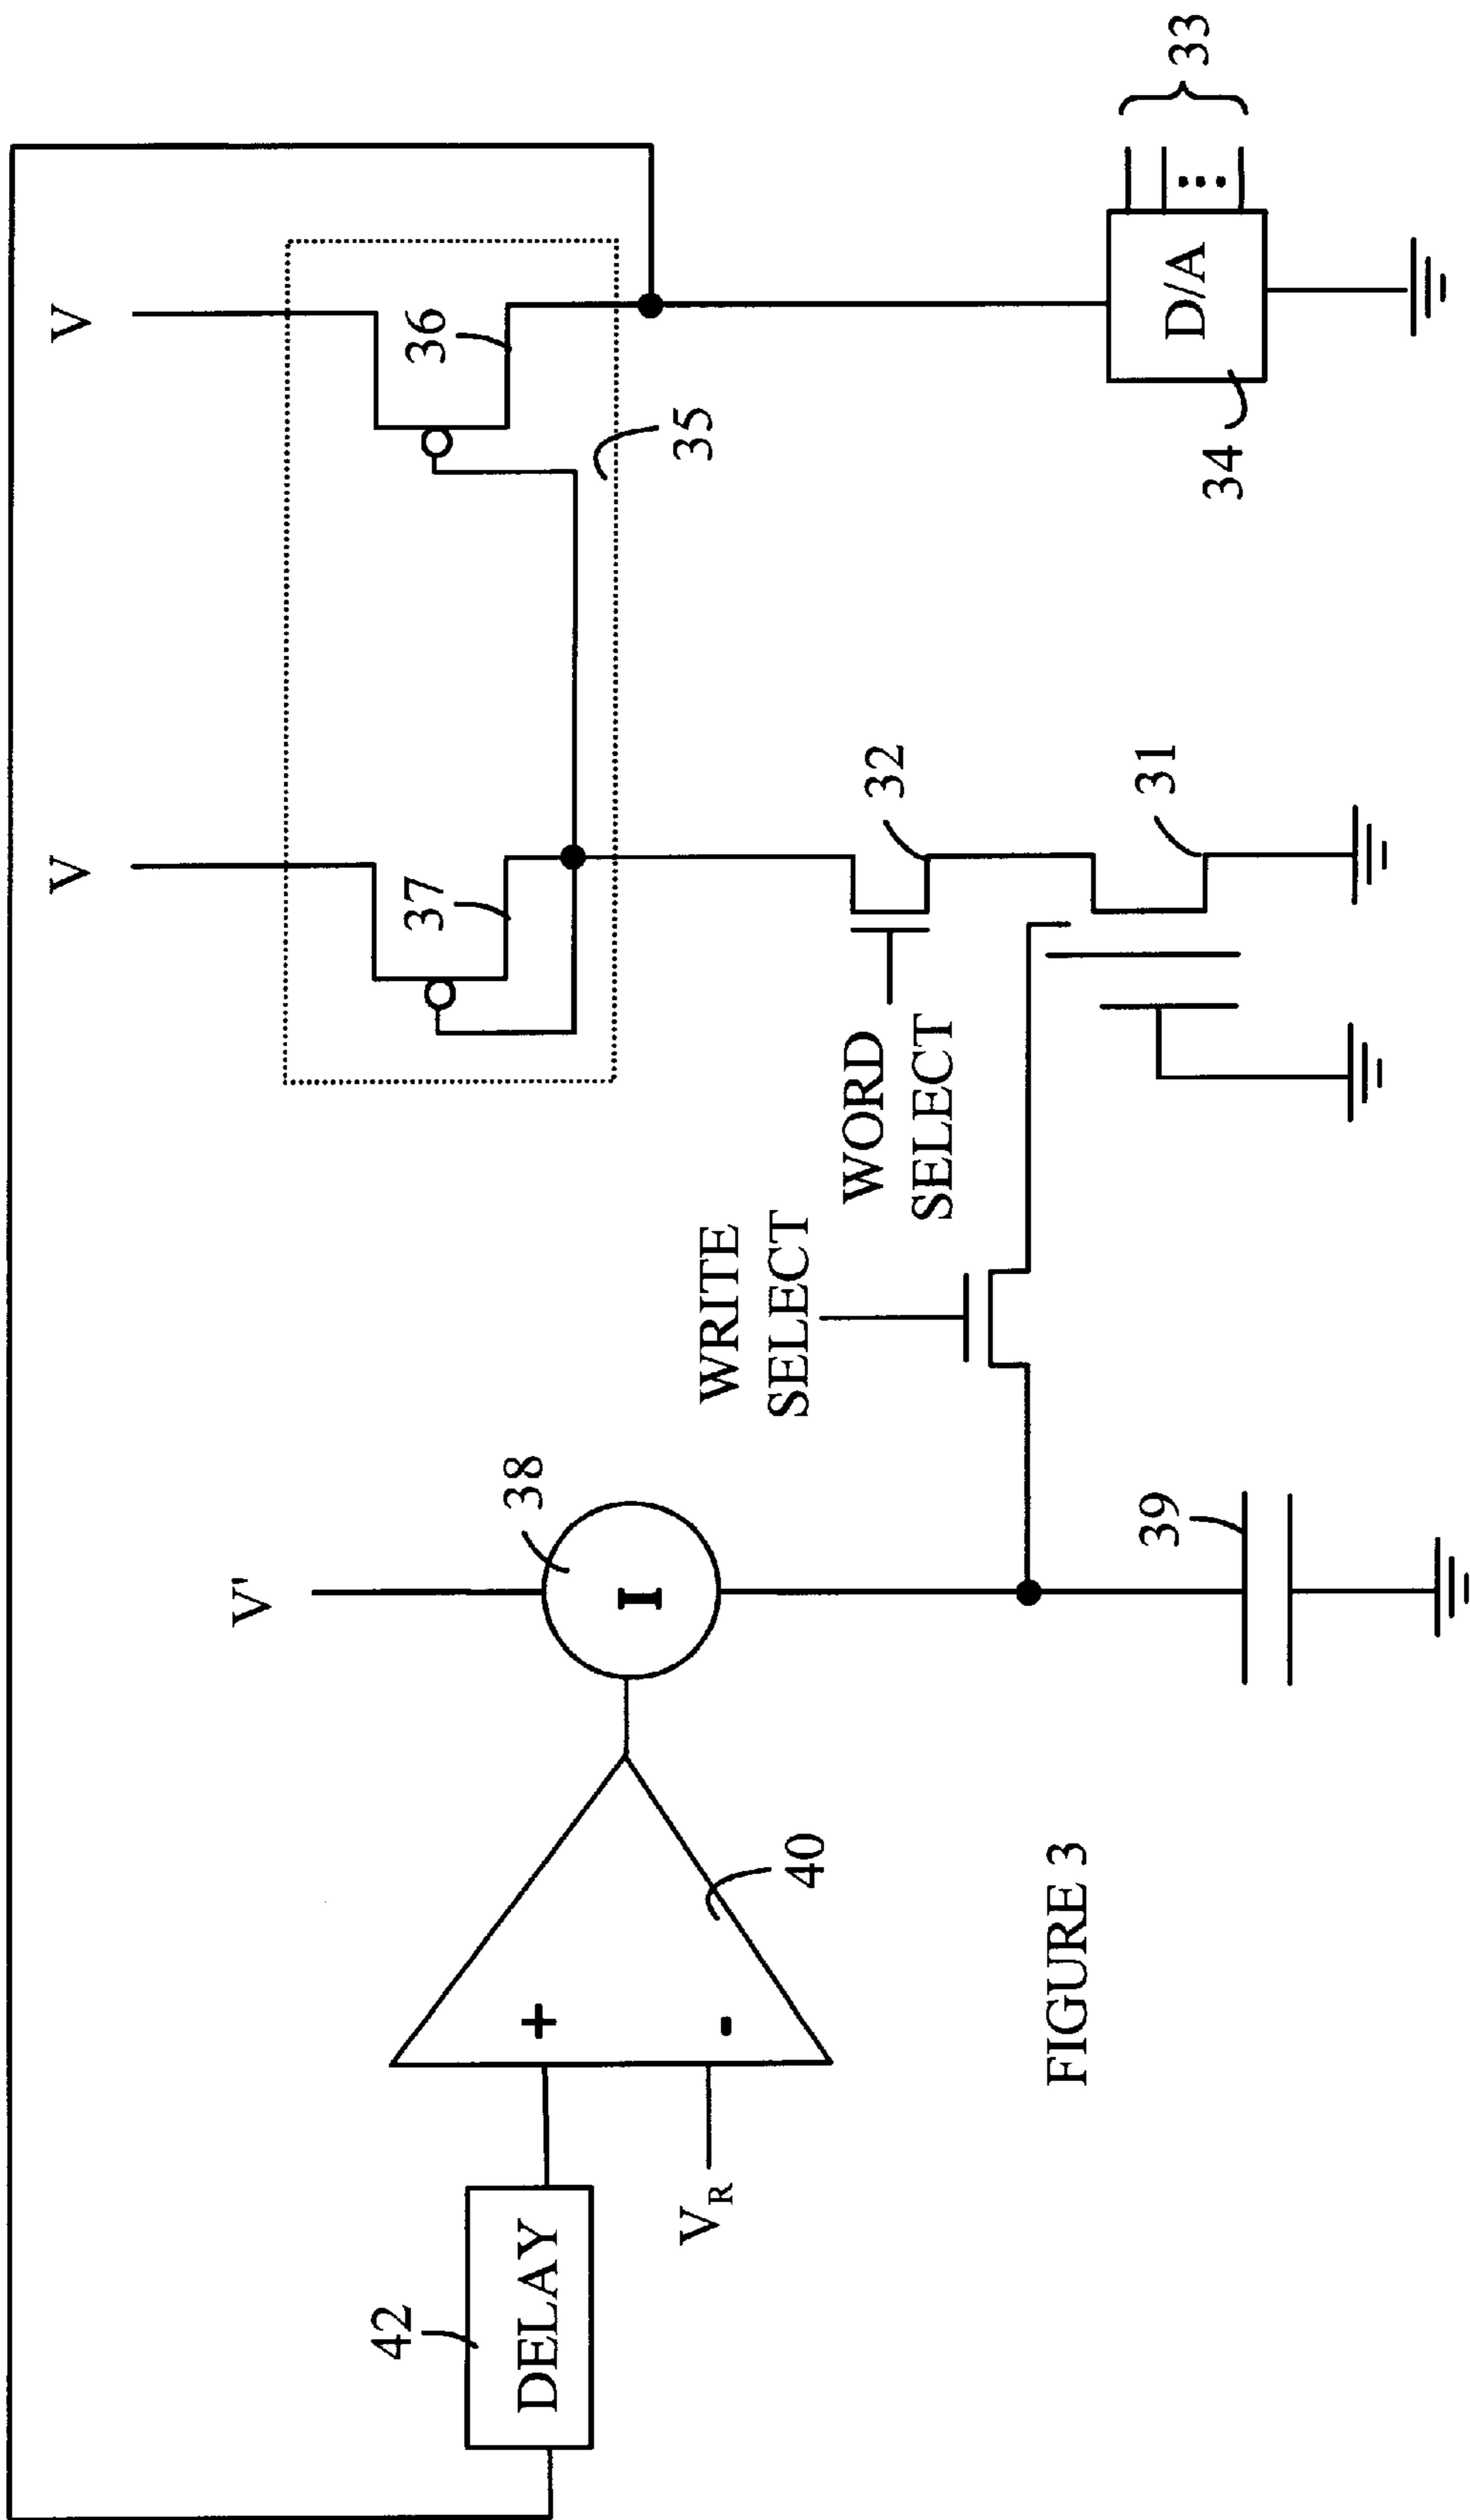 V
V
V'
42
37
36
38
DELAY
+
I
35
V_R
-
WRITE
SELECT
40
WORD
SELECT
32
FIGURE 3
39
31
D/A
33
34